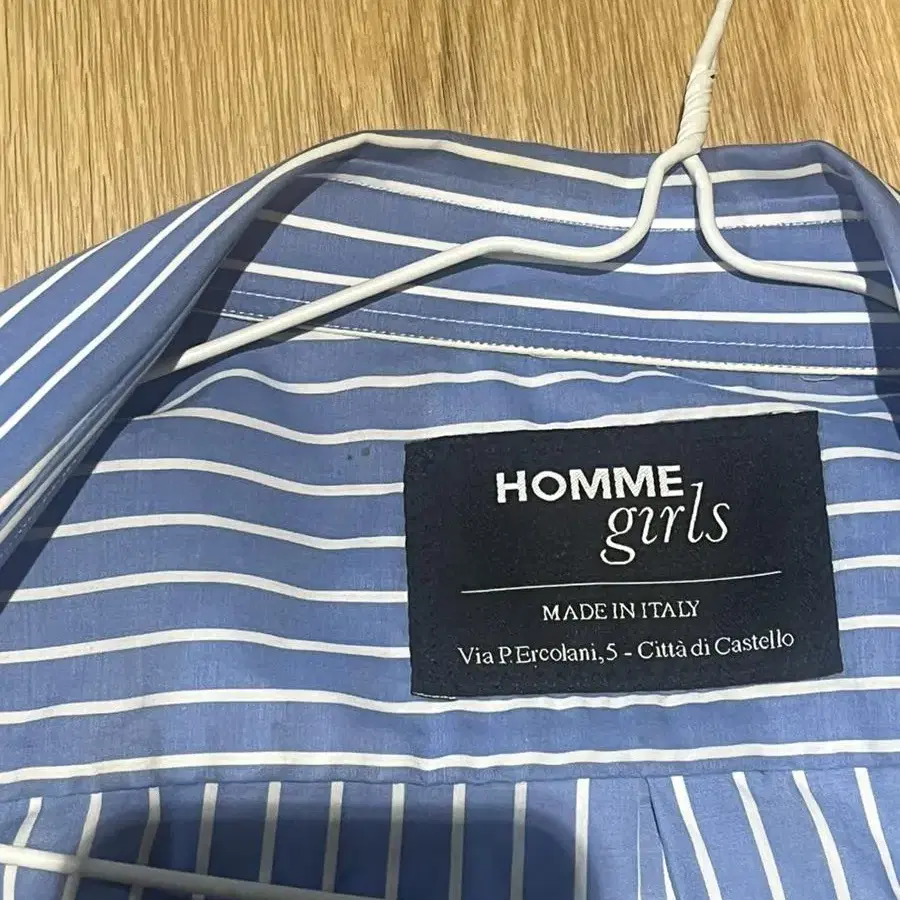 HOMME
girls
MADE IN ITALY
Via P. Ercolani, 5 - Città di Castello